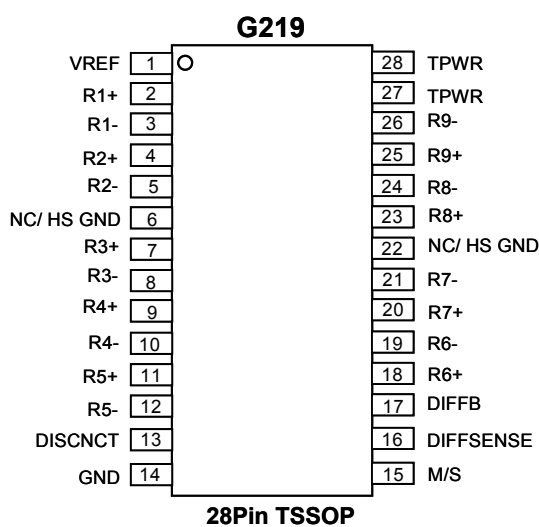 G219
VREF 1 28 TPWR
R1+ 2 27 TPWR
R1- 3 26 R9-
R2+ 4 25 R9+
R2- 5 24 R8-
NC/ HS GND 6 23 R8+
R3+ 7 22 NC/ HS GND
R3- 8 21 R7-
R4+ 9 20 R7+
R4- 10 19 R6-
R5+ 11 18 R6+
R5- 12 17 DIFFB
DISCNCT 13 16 DIFFSENSE
GND 14 15 M/S
28Pin TSSOP